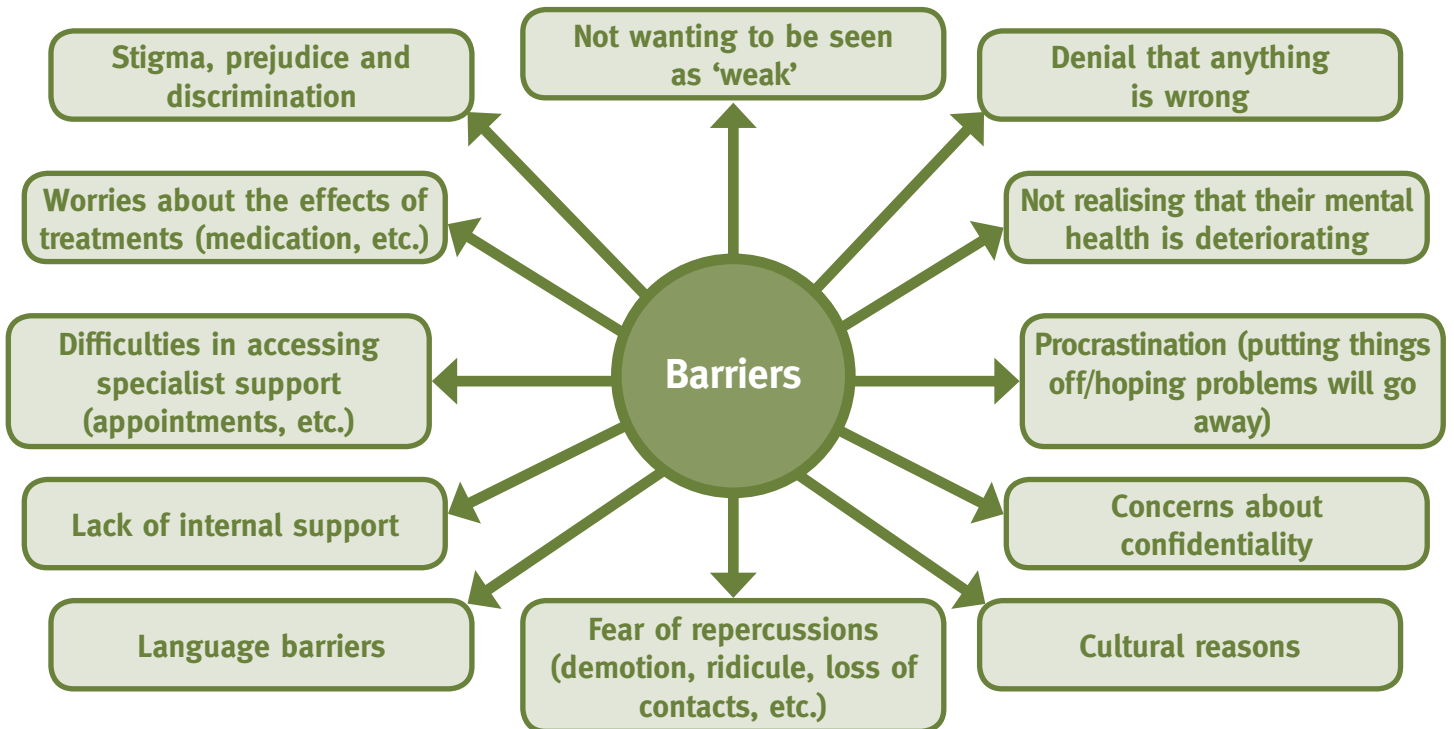 Stigma, prejudice and
discrimination
Not wanting to be seen
as ‘weak’
Denial that anything
is wrong
Worries about the effects of
treatments (medication, etc.)
Not realising that their mental
health is deteriorating
Difficulties in accessing
specialist support
(appointments, etc.)
Barriers
Procrastination (putting things
off/hoping problems will go
away)
Lack of internal support
Concerns about
confidentiality
Language barriers
Fear of repercussions
(demotion, ridicule, loss of
contacts, etc.)
Cultural reasons